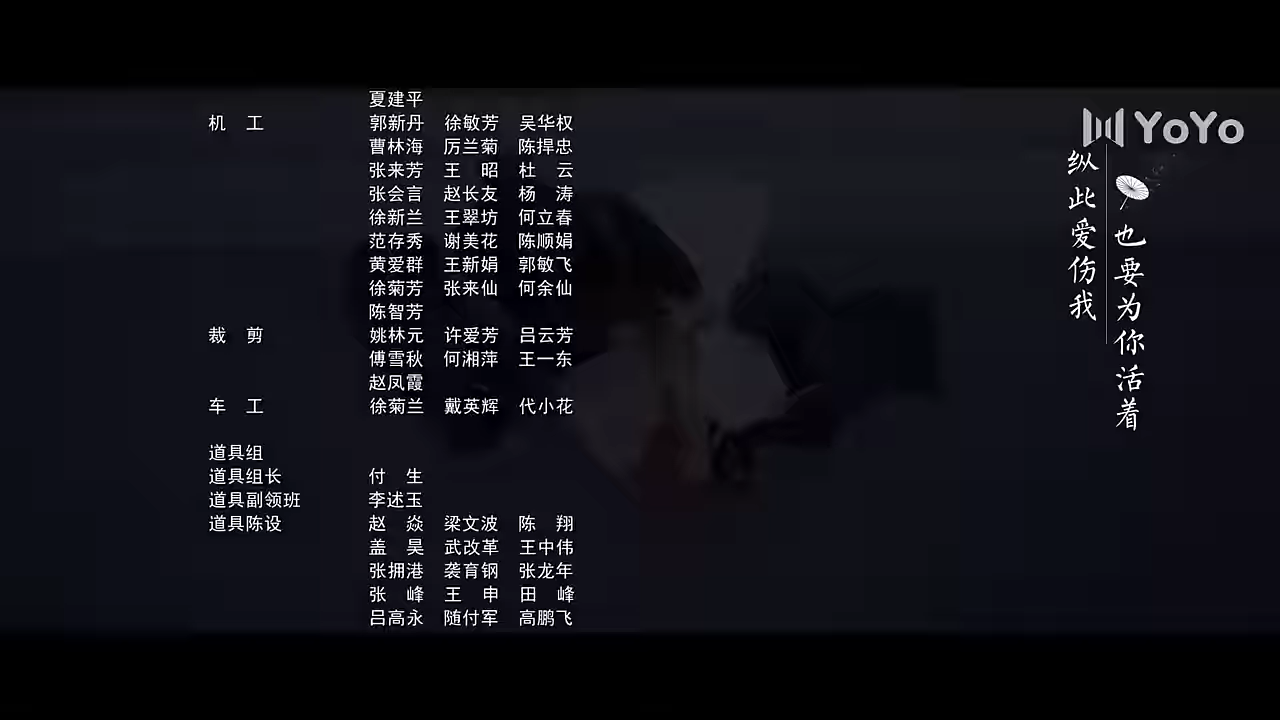 夏建平
机 工 郭新丹 徐敏芳 吴华权
曹林海 厉兰菊 陈捍忠
张来芳 王 昭 杜 云
张会言 赵长友 杨 涛
徐新兰 王翠坊 何立春
范存秀 谢美花 陈顺娟
黄爱群 王新娟 郭敏飞
徐菊芳 张来仙 何余仙
陈智芳
裁 剪 姚林元 许爱芳 吕云芳
傅雪秋 何湘萍 王一东
赵凤霞
车 工 徐菊兰 戴英辉 代小花
道具组
道具组长 付 生
道具副领班 李述玉
道具陈设 赵 焱 梁文波 陈 翔
盖 昊 武改革 王中伟
张拥港 袭育钢 张龙年
张 峰 王 申 田 峰
吕高永 随付军 高鹏飞
YoYo
纵此爱伤我
也要为你活着